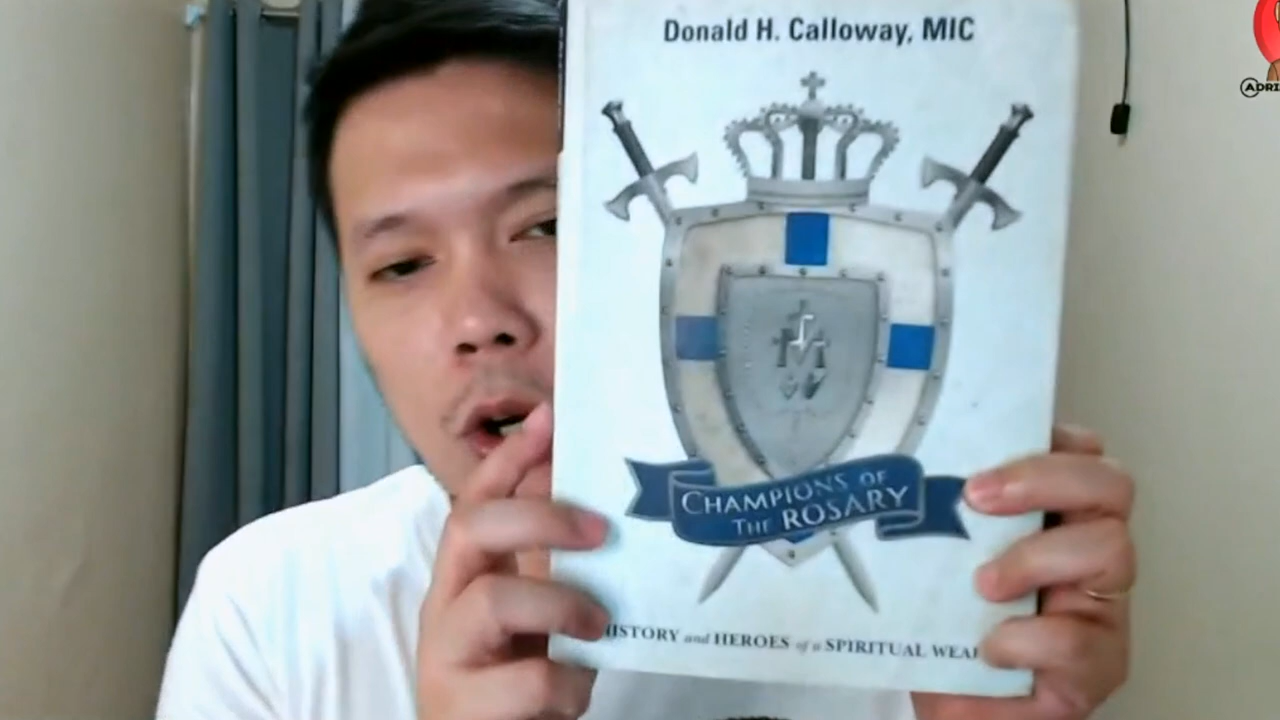 Donald H. Calloway, MIC
CHAMPIONS OF
THE ROSARY
HISTORY and HEROES of a SPIRITUAL